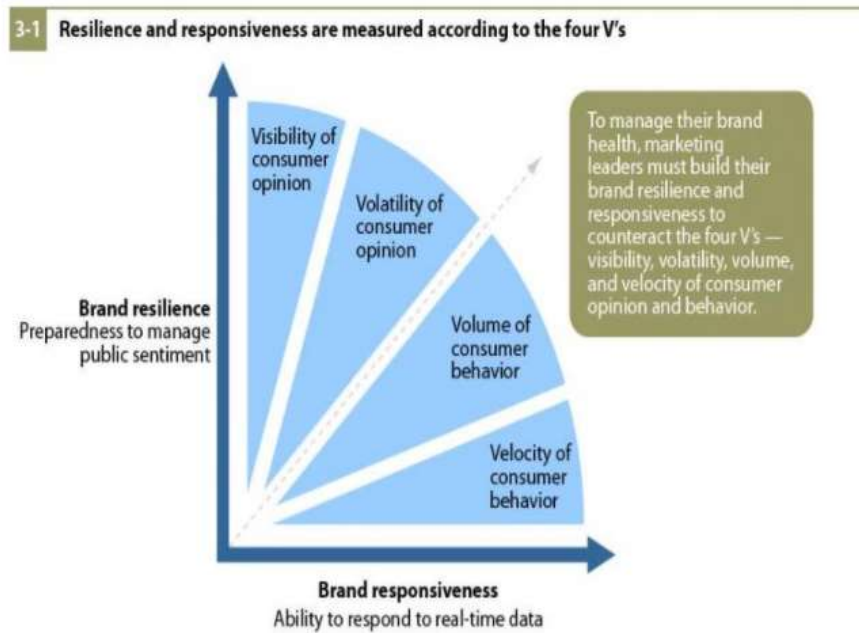 3-1 Resilience and responsiveness are measured according to the four V's
Visibility of
consumer
opinion
Volatility of
consumer
opinion
To manage their brand
health, marketing
leaders must build their
brand resilience and
responsiveness to
counteract the four V's —
visibility, volatility, volume,
and velocity of consumer
opinion and behavior.
Brand resilience
Preparedness to manage
public sentiment
Volume of
consumer
behavior
Velocity of
consumer
behavior
Brand responsiveness
Ability to respond to real-time data